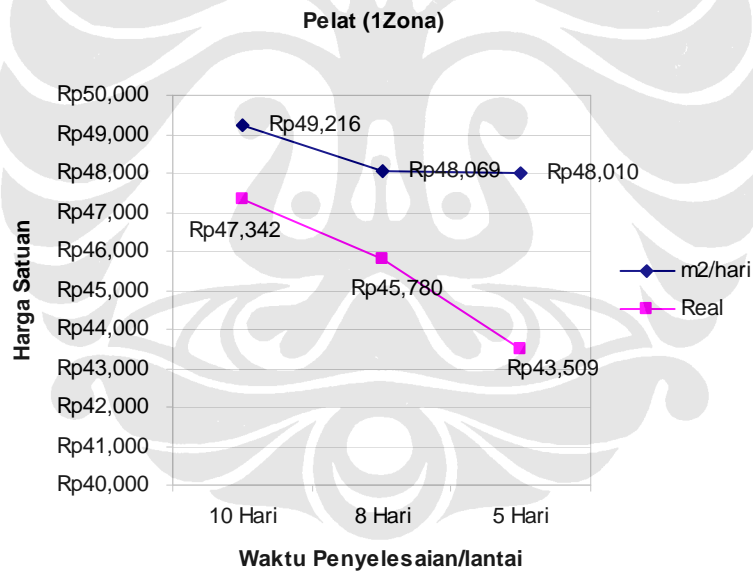 Pelat (1Zona)
Rp50,000
Rp49,000
Rp48,000
Rp47,000
Rp46,000
Rp45,000
Rp44,000
Rp43,000
Rp42,000
Rp41,000
Rp40,000
Harga Satuan
Rp49,216
Rp48,069
Rp48,010
Rp47,342
Rp45,780
Rp43,509
10 Hari
8 Hari
5 Hari
Waktu Penyelesaian/lantai
m2/hari
Real